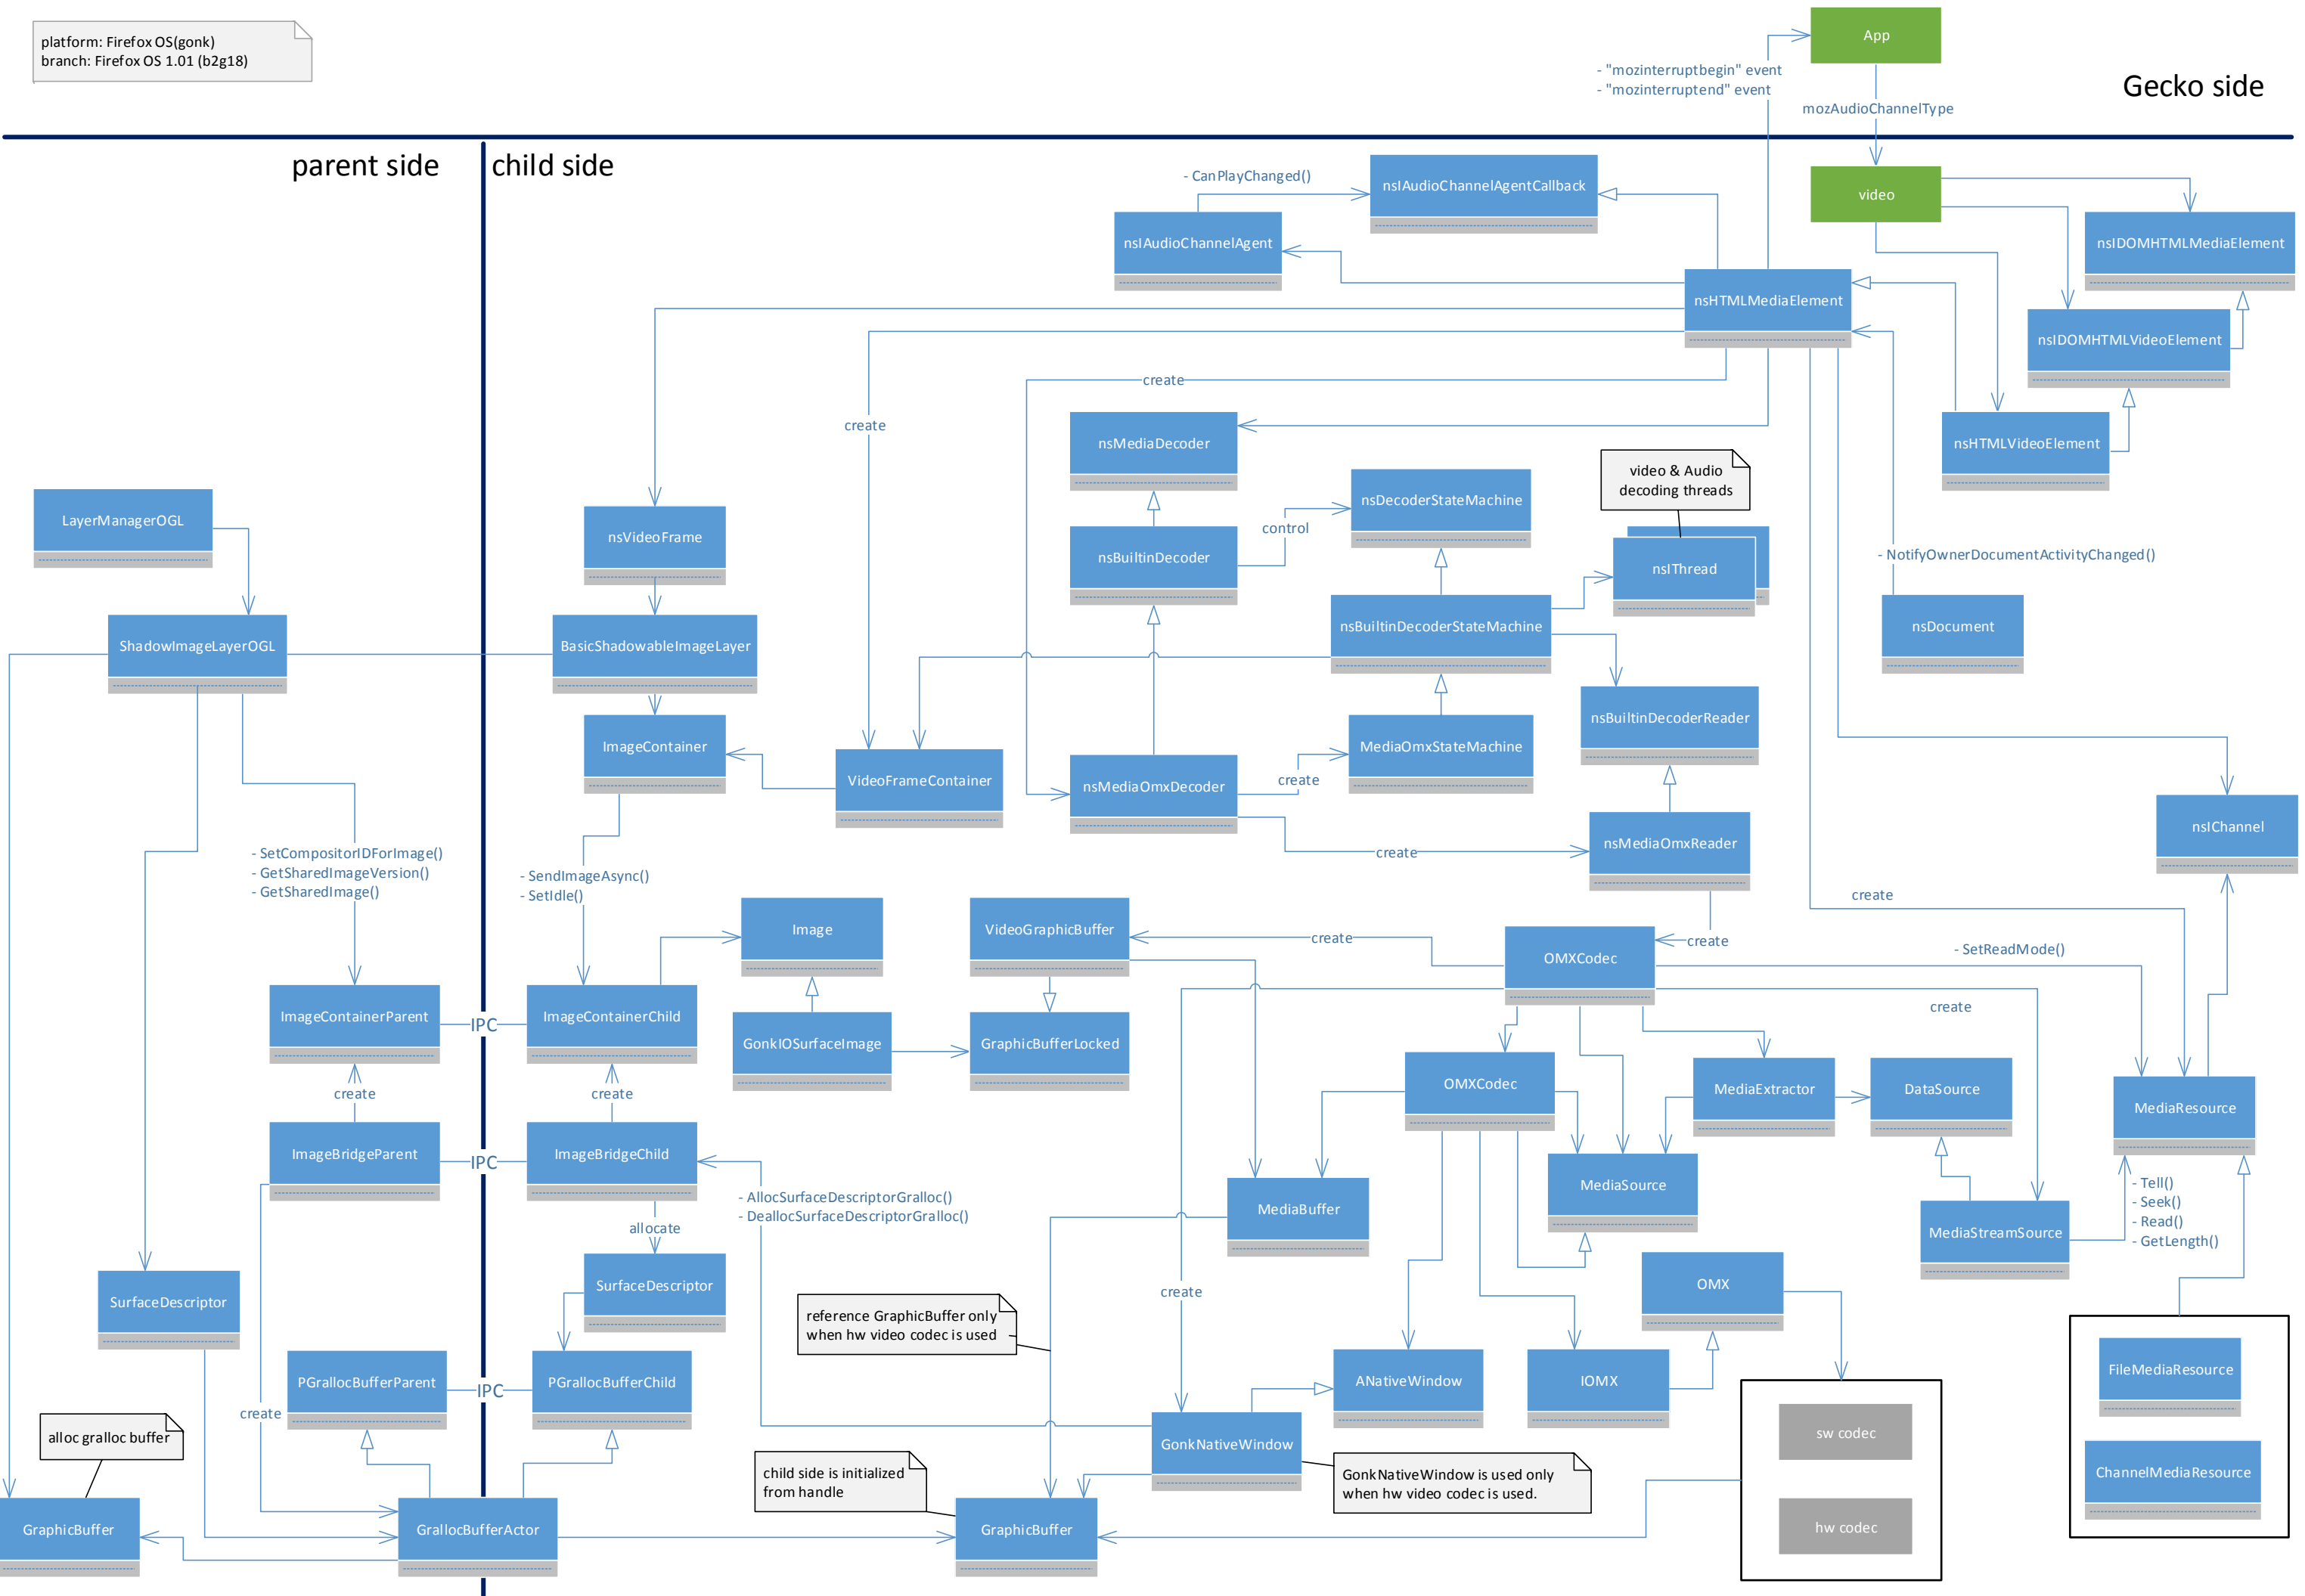 platform: Firefox OS(gonk)
branch: Firefox OS 1.01 (b2g18)
App
- "mozinterruptbegin" event
- "mozinterruptend" event
Gecko side
mozAudioChannelType
parent side
child side
- CanPlayChanged()
nsIAudioChannelAgentCallback
video
nsIAudioChannelAgent
nsIDOMHTMLMediaElement
nsHTMLMediaElement
nsIDOMHTMLVideoElement
create
create
nsMediaDecoder
nsHTMLVideoElement
video & Audio
decoding threads
LayerManagerOGL
nsVideoFrame
nsDecoderStateMachine
control
nsBuiltinDecoder
nsIThread
- NotifyOwnerDocumentActivityChanged()
ShadowImageLayerOGL
BasicShadowableImageLayer
nsBuiltinDecoderStateMachine
nsDocument
nsBuiltinDecoderReader
ImageContainer
VideoFrameContainer
nsMediaOmxDecoder
create
MediaOmxStateMachine
nsIChannel
nsMediaOmxReader
create
- SetCompositorIDForImage()
- GetSharedImageVersion()
- GetSharedImage()
- SendImageAsync()
- SetIdle()
create
Image
VideoGraphicBuffer
create
create
OMXCodec
- SetReadMode()
create
ImageContainerParent
IPC
ImageContainerChild
GonkIOSurfaceImage
GraphicBufferLocked
OMXCodec
MediaExtractor
DataSource
MediaResource
create
create
ImageBridgeParent
IPC
ImageBridgeChild
- AllocSurfaceDescriptorGralloc()
- DeallocSurfaceDescriptorGralloc()
MediaBuffer
MediaSource
- Tell()
- Seek()
- Read()
- GetLength()
MediaStreamSource
allocate
SurfaceDescriptor
SurfaceDescriptor
create
OMX
reference GraphicBuffer only
when hw video codec is used
PGrallocBufferParent
IPC
PGrallocBufferChild
ANativeWindow
IOMX
FileMediaResource
create
alloc gralloc buffer
GonkNativeWindow
sw codec
child side is initialized
from handle
GonkNativeWindow is used only
when hw video codec is used.
ChannelMediaResource
GraphicBuffer
GrallocBufferActor
GraphicBuffer
hw codec